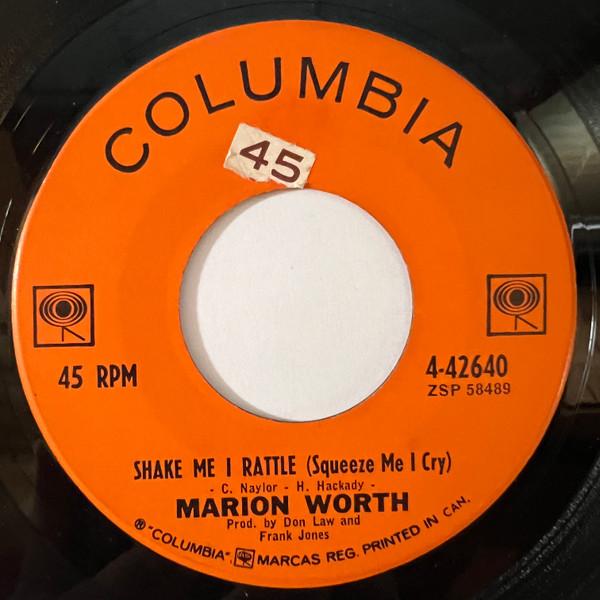 COLUMBIA
45
45 RPM
4-42640
ZSP 58489
SHAKE ME I RATTLE (Squeeze Me I Cry)
- C. Naylor - H. Hackady -
MARION WORTH
Prod. by Don Law and
Frank Jones
® "COLUMBIA", MARCAS REG. PRINTED IN CAN.